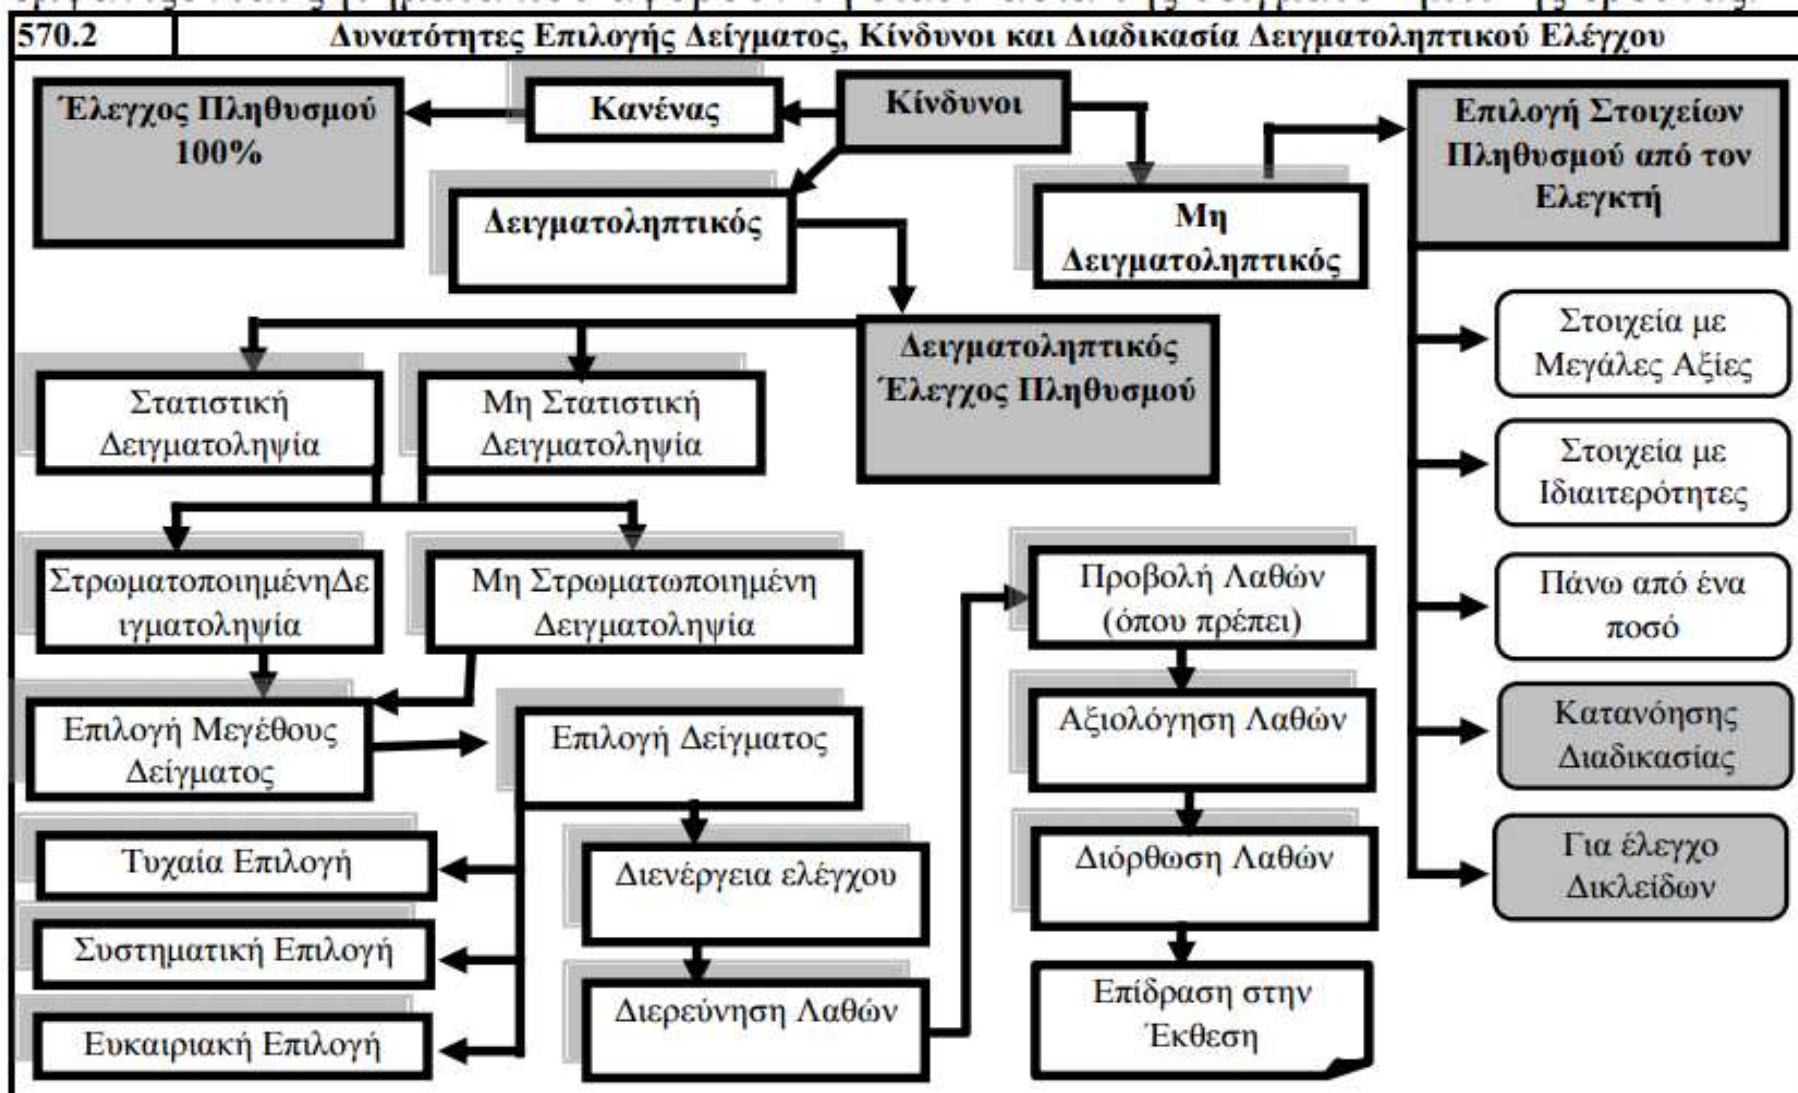 570.2
Δυνατότητες Επιλογής Δείγματος, Κίνδυνοι και Διαδικασία Δειγματοληπτικού Ελέγχου
Έλεγχος Πληθυσμού
100%
Κανένας
Κίνδυνοι
Επιλογή Στοιχείων
Πληθυσμού από τον
Ελεγκτή
Δειγματοληπτικός
Μη
Δειγματοληπτικός
Δειγματοληπτικός
Έλεγχος Πληθυσμού
Στοιχεία με
Μεγάλες Αξίες
Στατιστική
Δειγματοληψία
Μη Στατιστική
Δειγματοληψία
Στοιχεία με
Ιδιαιτερότητες
ΣτρωματοποιημένηΔε
ιγματοληψία
Μη Στρωματωποιημένη
Δειγματοληψία
Προβολή Λαθών
(όπου πρέπει)
Πάνω από ένα
ποσό
Επιλογή Μεγέθους
Δείγματος
Επιλογή Δείγματος
Αξιολόγηση Λαθών
Κατανόησης
Διαδικασίας
Τυχαία Επιλογή
Διενέργεια ελέγχου
Διόρθωση Λαθών
Για έλεγχο
Δικλείδων
Συστηματική Επιλογή
Διερεύνηση Λαθών
Επίδραση στην
Έκθεση
Ευκαιριακή Επιλογή